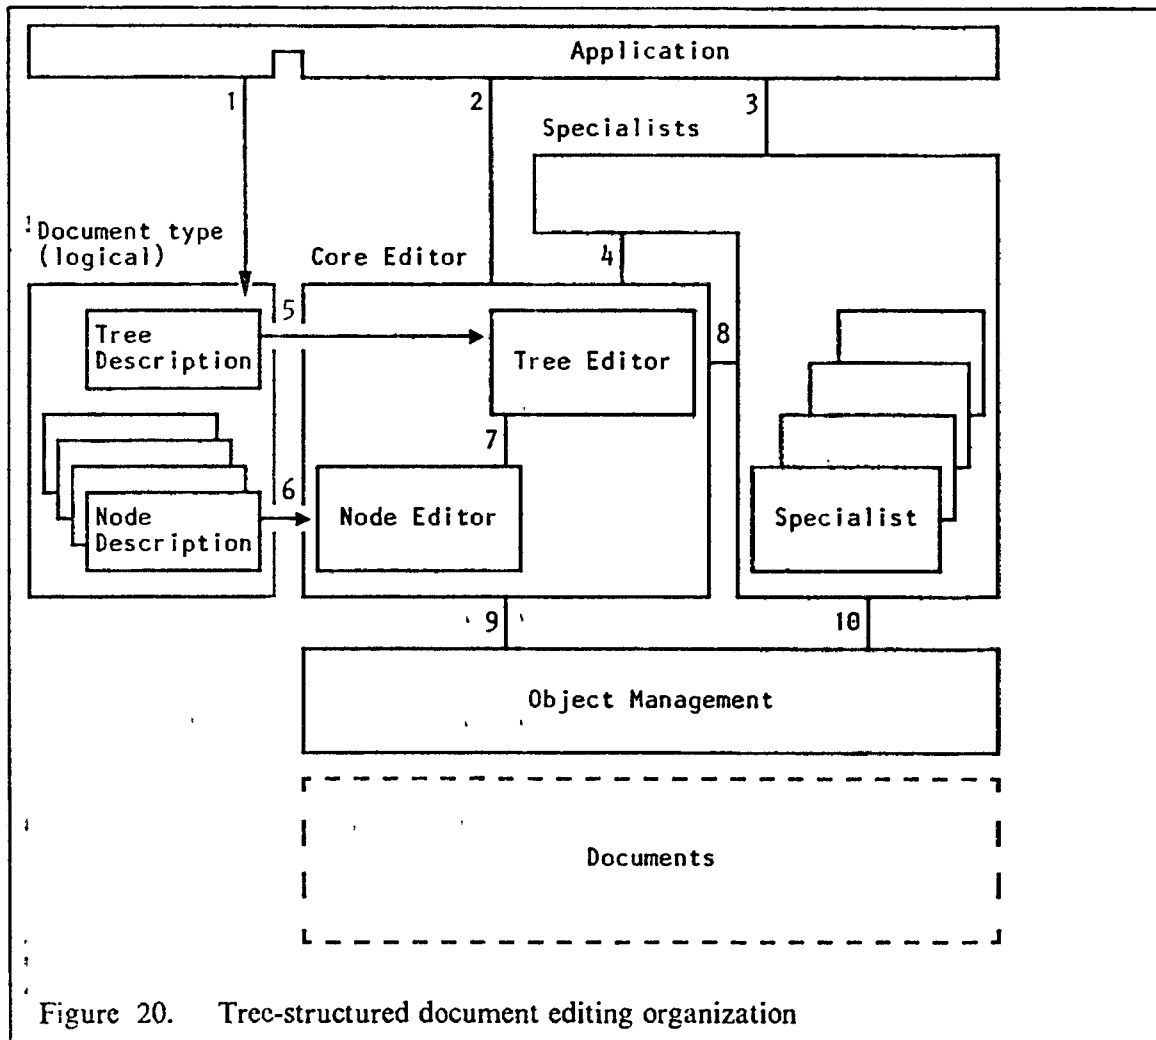 Application
1
2
3
Specialists
Document type
(logical)
Core Editor
4
5
8
Tree
Description
Tree Editor
7
6
Node
Description
Node Editor
Specialist
9
10
Object Management
Documents
Figure 20. Tree-structured document editing organization